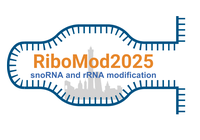 RiboMod2025
snoRNA and rRNA modification